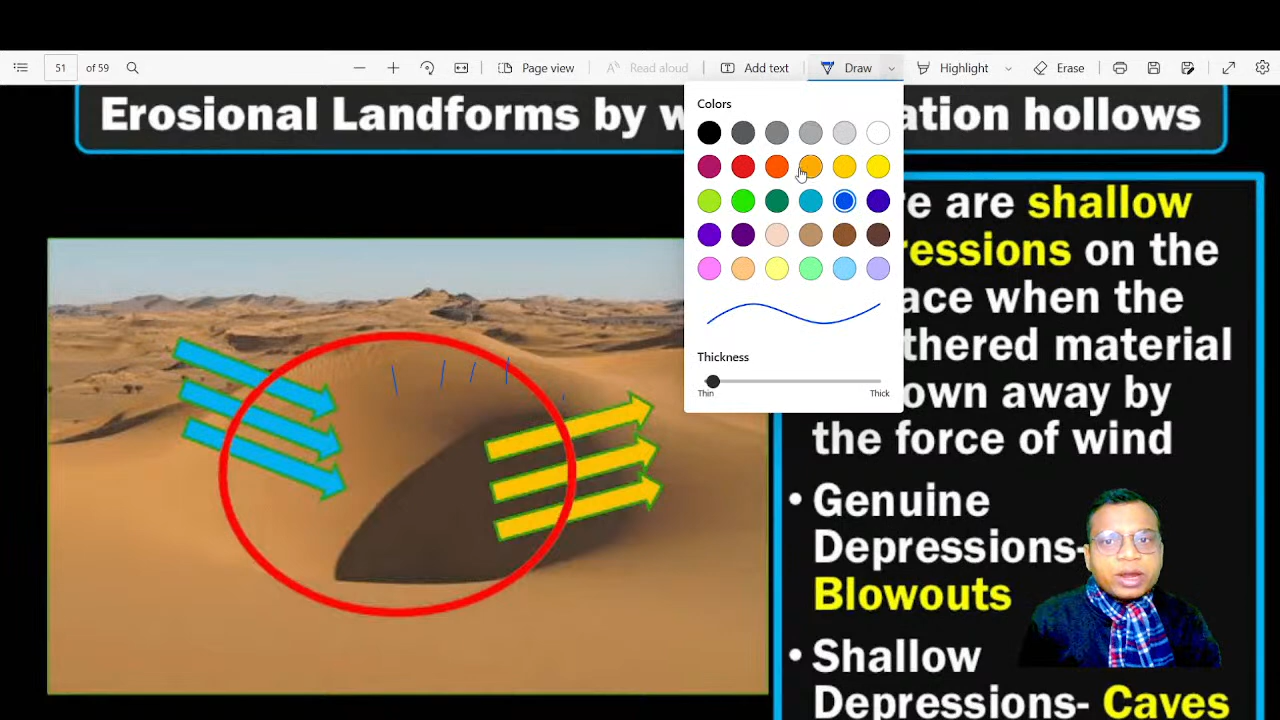 51
of 59
Page view
Read aloud
Add text
Draw
Highlight
Erase
Erosional Landforms by w
ation hollows
Colors
Thickness
Thin
Thick
re are shallow
ressions on the
ace when the
thered material
own away by
the force of wind
• Genuine
Depressions-
Blowouts
• Shallow
Depressions- Caves